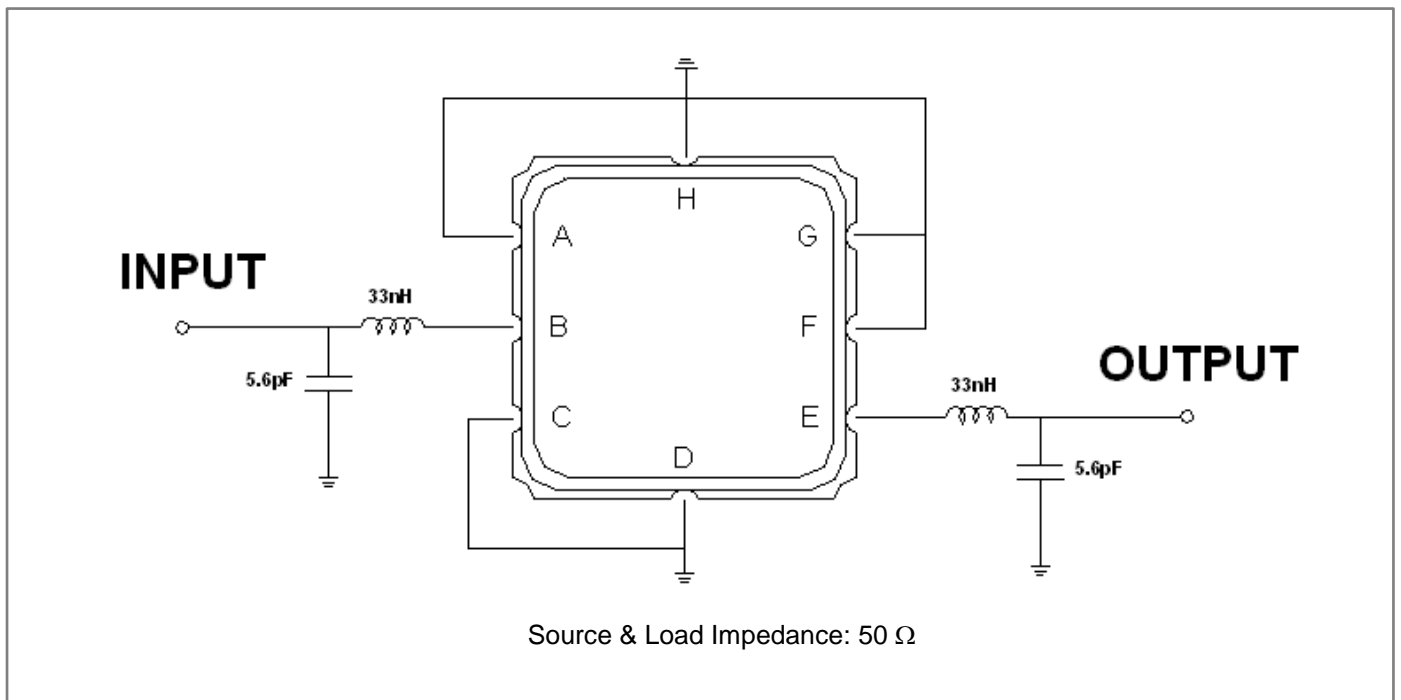 H
A
G
INPUT
33nH
B
F
5.6pF
OUTPUT
33nH
C
E
D
5.6pF
Source & Load Impedance: 50 Ω